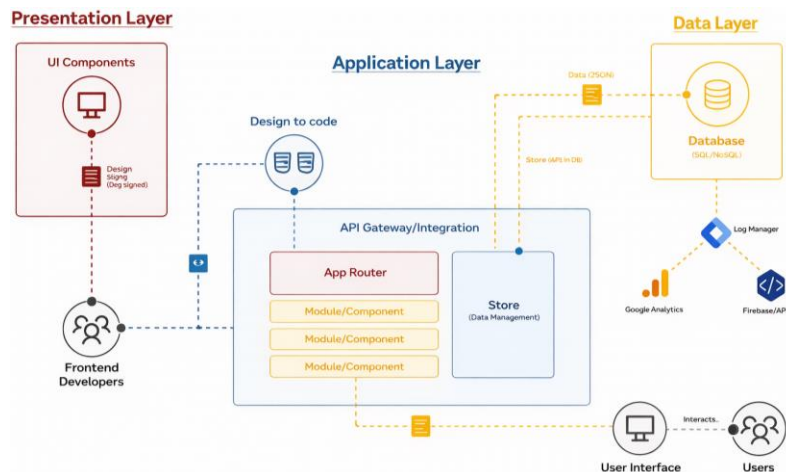 Presentation Layer
UI Components
Design
Slgng
(Deg signed)
Frontend
Developers
Application Layer
Design to code
API Gateway/Integration
App Router
Module/Component
Module/Component
Module/Component
Store
(Data Management)
Data Layer
Data (2SON)
Store (API) In DB)
Database
(SQL/NoSQL)
Log Manager
Google Analytics
Firebase/API
User Interface
Interacts..
Users